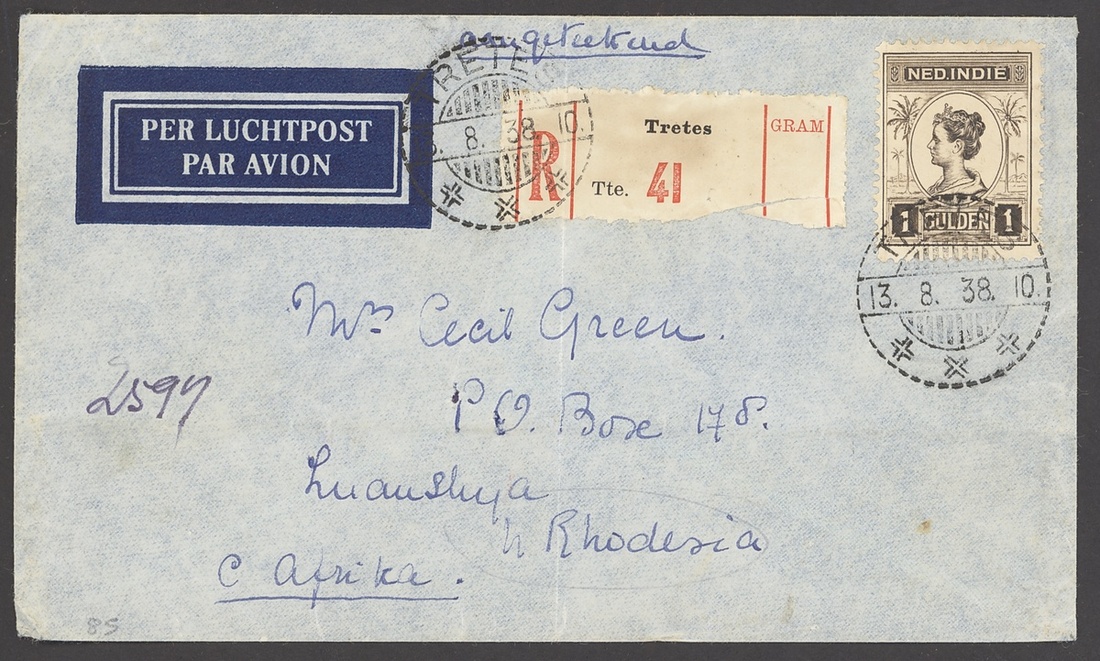 aangeteekend
PER LUCHTPOST
PAR AVION
TRETES
13. 8. 38. 10.
R
Tretes
Tte. 41
GRAM
NED. INDIË
1 GULDEN 1
TRETES
13. 8. 38. 10.
Mrs Cecil Green.
P.O. Box 178.
2597
Luanshya
N Rhodesia
C Afrika.
85